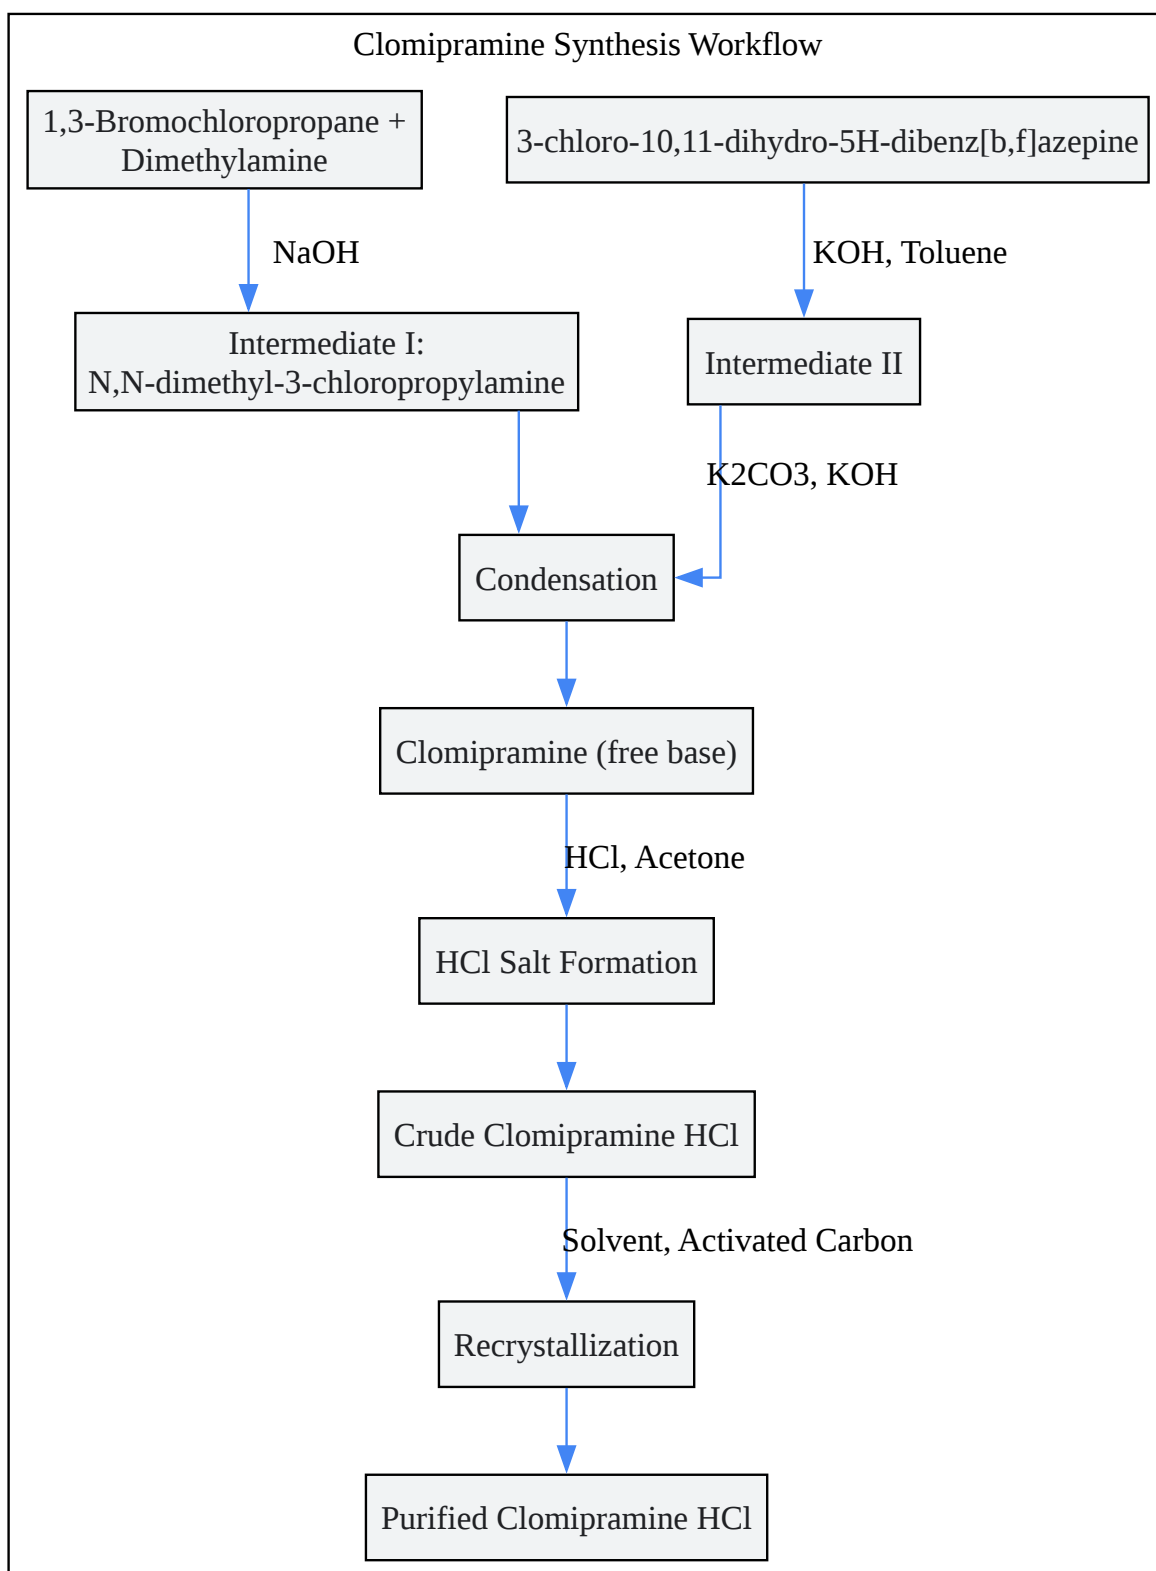 Clomipramine Synthesis Workflow
1,3-Bromochloropropane +
Dimethylamine
3-chloro-10,11-dihydro-5H-dibenz[b,f]azepine
NaOH
KOH, Toluene
Intermediate I:
N,N-dimethyl-3-chloropropylamine
Intermediate II
K2CO3, KOH
Condensation
Clomipramine (free base)
HCl, Acetone
HCl Salt Formation
Crude Clomipramine HCl
Solvent, Activated Carbon
Recrystallization
Purified Clomipramine HCl